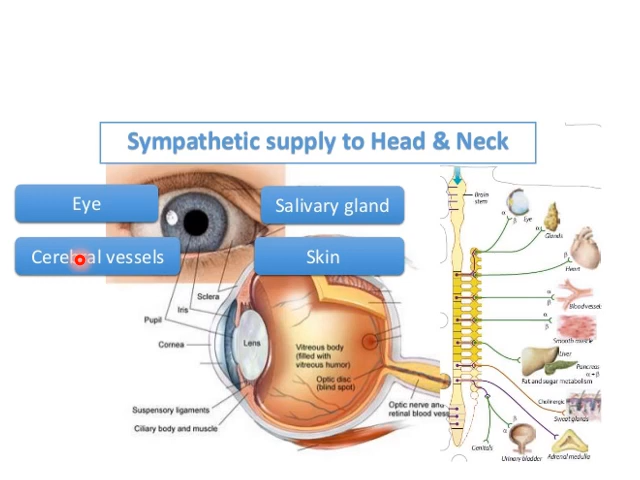 Sympathetic supply to Head & Neck
Eye
Salivary gland
Cerebral vessels
Skin
Sclera
Iris
Pupil
Cornea
Lens
Vitreous body
(filled with
vitreous humor)
Optic disc
(blind spot)
Optic nerve and
retinal blood vess
Suspensory ligaments
Ciliary body and muscle
Brain
stem
α
β
Eye
α
Glands
β
Heart
α
β
Blood vessel
α
β
Smooth muscle
Liver
Pancreas
α + β
Fat and sugar metabolism
Cholinergic
Sweat glands
β
α
Genitals
Urinary bladder
Adrenal medulla